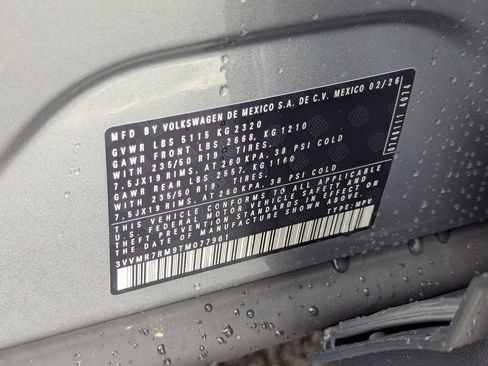 MFD BY VOLKSWAGEN DE MEXICO S.A. DE C.V. MEXICO 02/26
GVWR LBS 5115 KG 2320
GAWR FRONT LBS 2668, KG 1210
WITH 235/50 R19 TIRES.
7.5JX19 RIMS, AT 260 KPA, 38 PSI COLD
GAWR REAR LBS 2557, KG 1160
WITH 235/50 R19 TIRES.
7.5JX19 RIMS, AT 260 KPA, 38 PSI COLD
THIS VEHICLE CONFORMS TO ALL APPLICABLE
U.S. FEDERAL MOTOR VEHICLE SAFETY
STANDARDS IN EFFECT ON THE DATE OF
MANUFACTURE SHOWN ABOVE.
3VVMR7RM9TM077961 TYPE: MPV